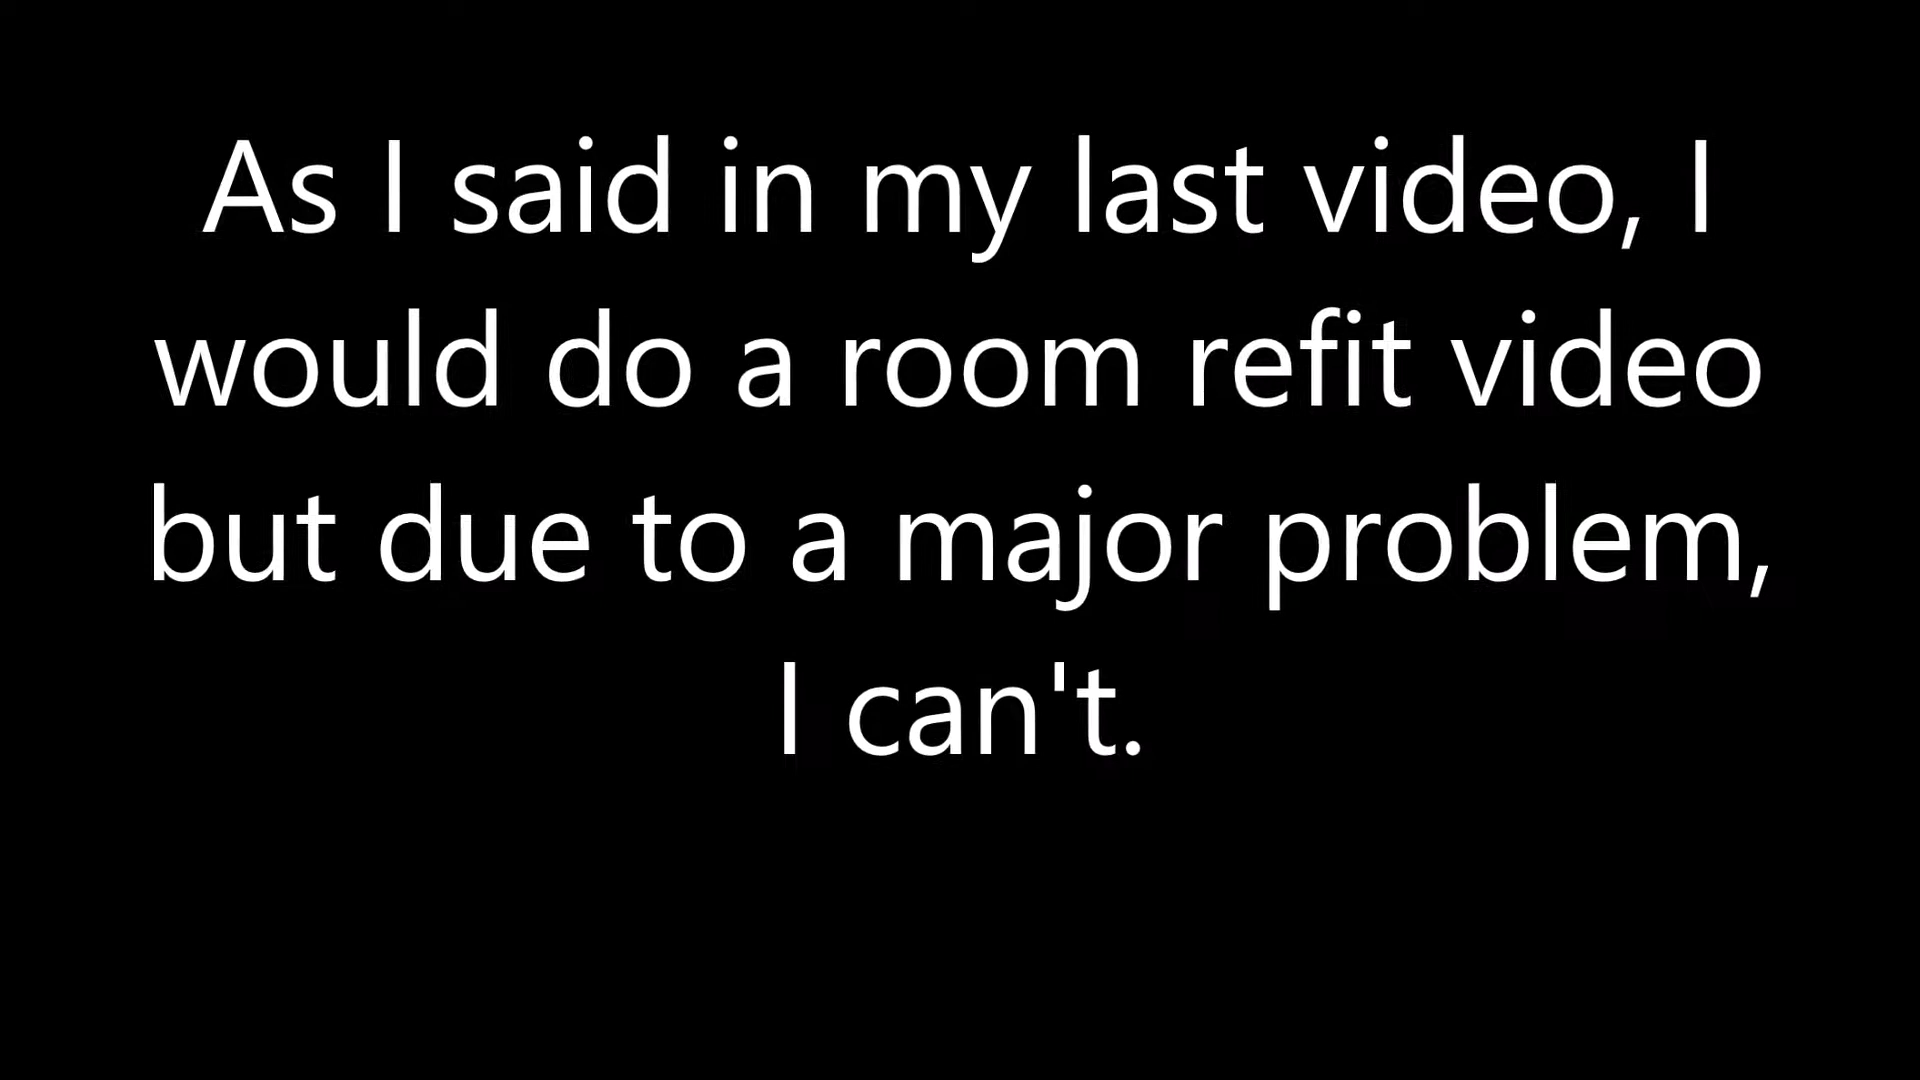 As I said in my last video, I
would do a room refit video
but due to a major problem,
I can't.